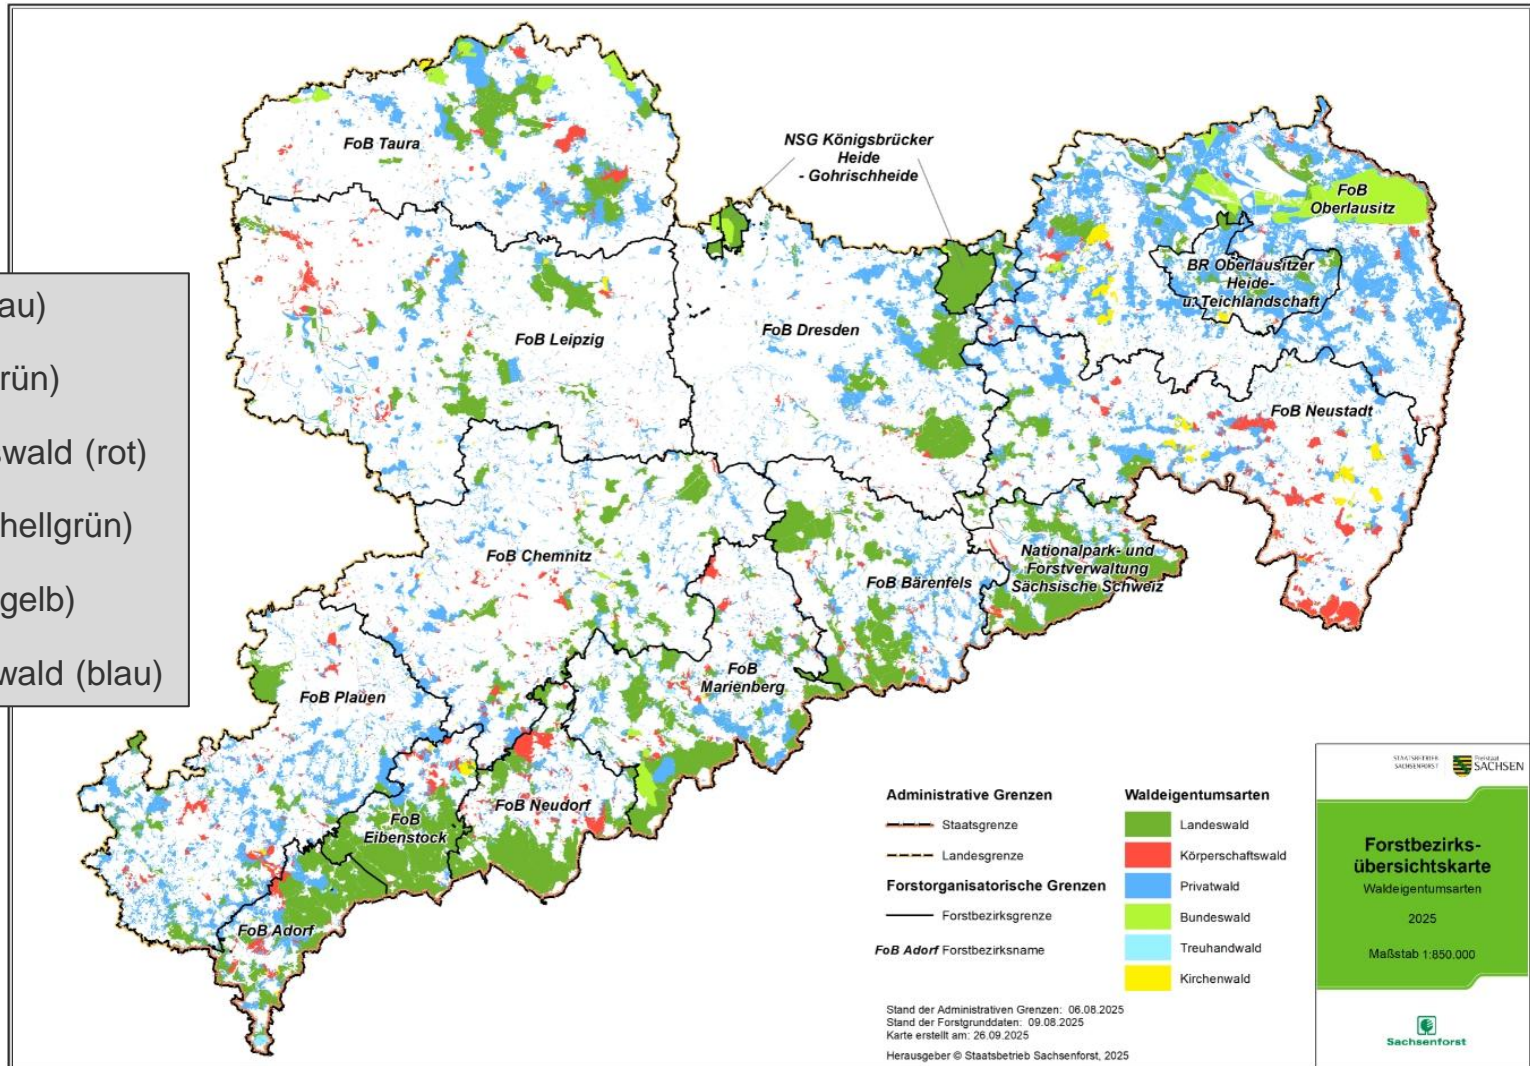 au)
rün)
swald (rot)
hellgrün)
gelb)
wald (blau)
FoB Taura
NSG Königsbrücker
Heide
- Gohrischheide
FoB
Oberlausitz
BR Oberlausitzer
Heide-
u. Teichlandschaft
FoB Leipzig
FoB Dresden
FoB Neustadt
FoB Chemnitz
Nationalpark- und
Forstverwaltung
Sächsische Schweiz
FoB Bärenfels
FoB
Marienberg
FoB Plauen
FoB Neudorf
FoB
Eibenstock
FoB Adorf
Administrative Grenzen
Staatsgrenze
Landesgrenze
Forstorganisatorische Grenzen
Forstbezirksgrenze
FoB Adorf Forstbezirksname
Waldeigentumsarten
Landeswald
Körperschaftswald
Privatwald
Bundeswald
Treuhandwald
Kirchenwald
Stand der Administrativen Grenzen: 06.08.2025
Stand der Forstgrunddaten: 09.08.2025
Karte erstellt am: 26.09.2025
Herausgeber © Staatsbetrieb Sachsenforst, 2025
STAATSBETRIEB
SACHSENFORST
Freistaat
SACHSEN
Forstbezirks-
übersichtskarte
Waldeigentumsarten
2025
Maßstab 1:850.000
Sachsenforst